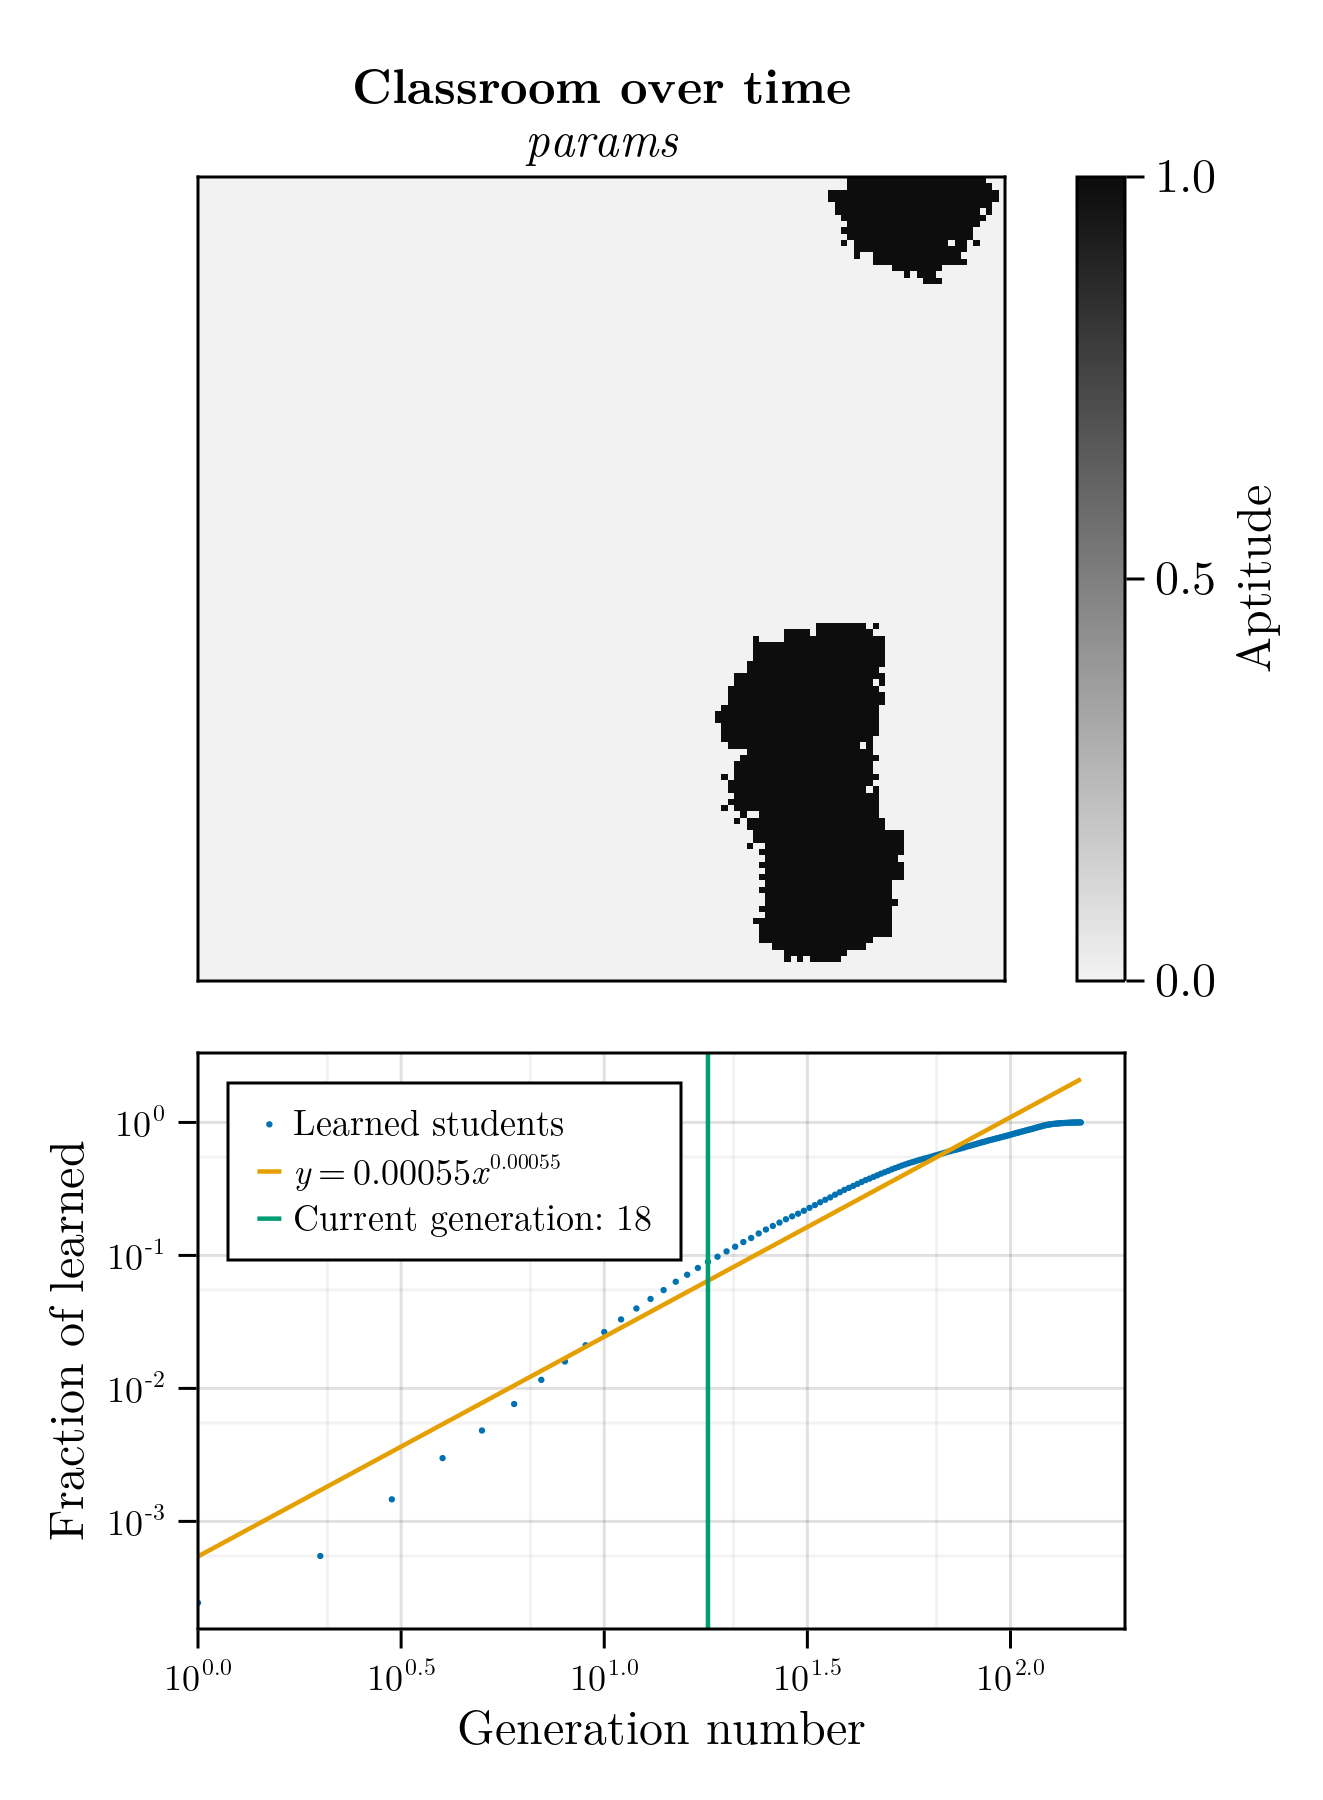 Classroom over time
params
1.0
0.5
0.0
Aptitude
Learned students
y = 0.00055x^0.00055
Current generation: 18
10^0
10^-1
10^-2
10^-3
Fraction of learned
10^0.0 10^0.5 10^1.0 10^1.5 10^2.0
Generation number